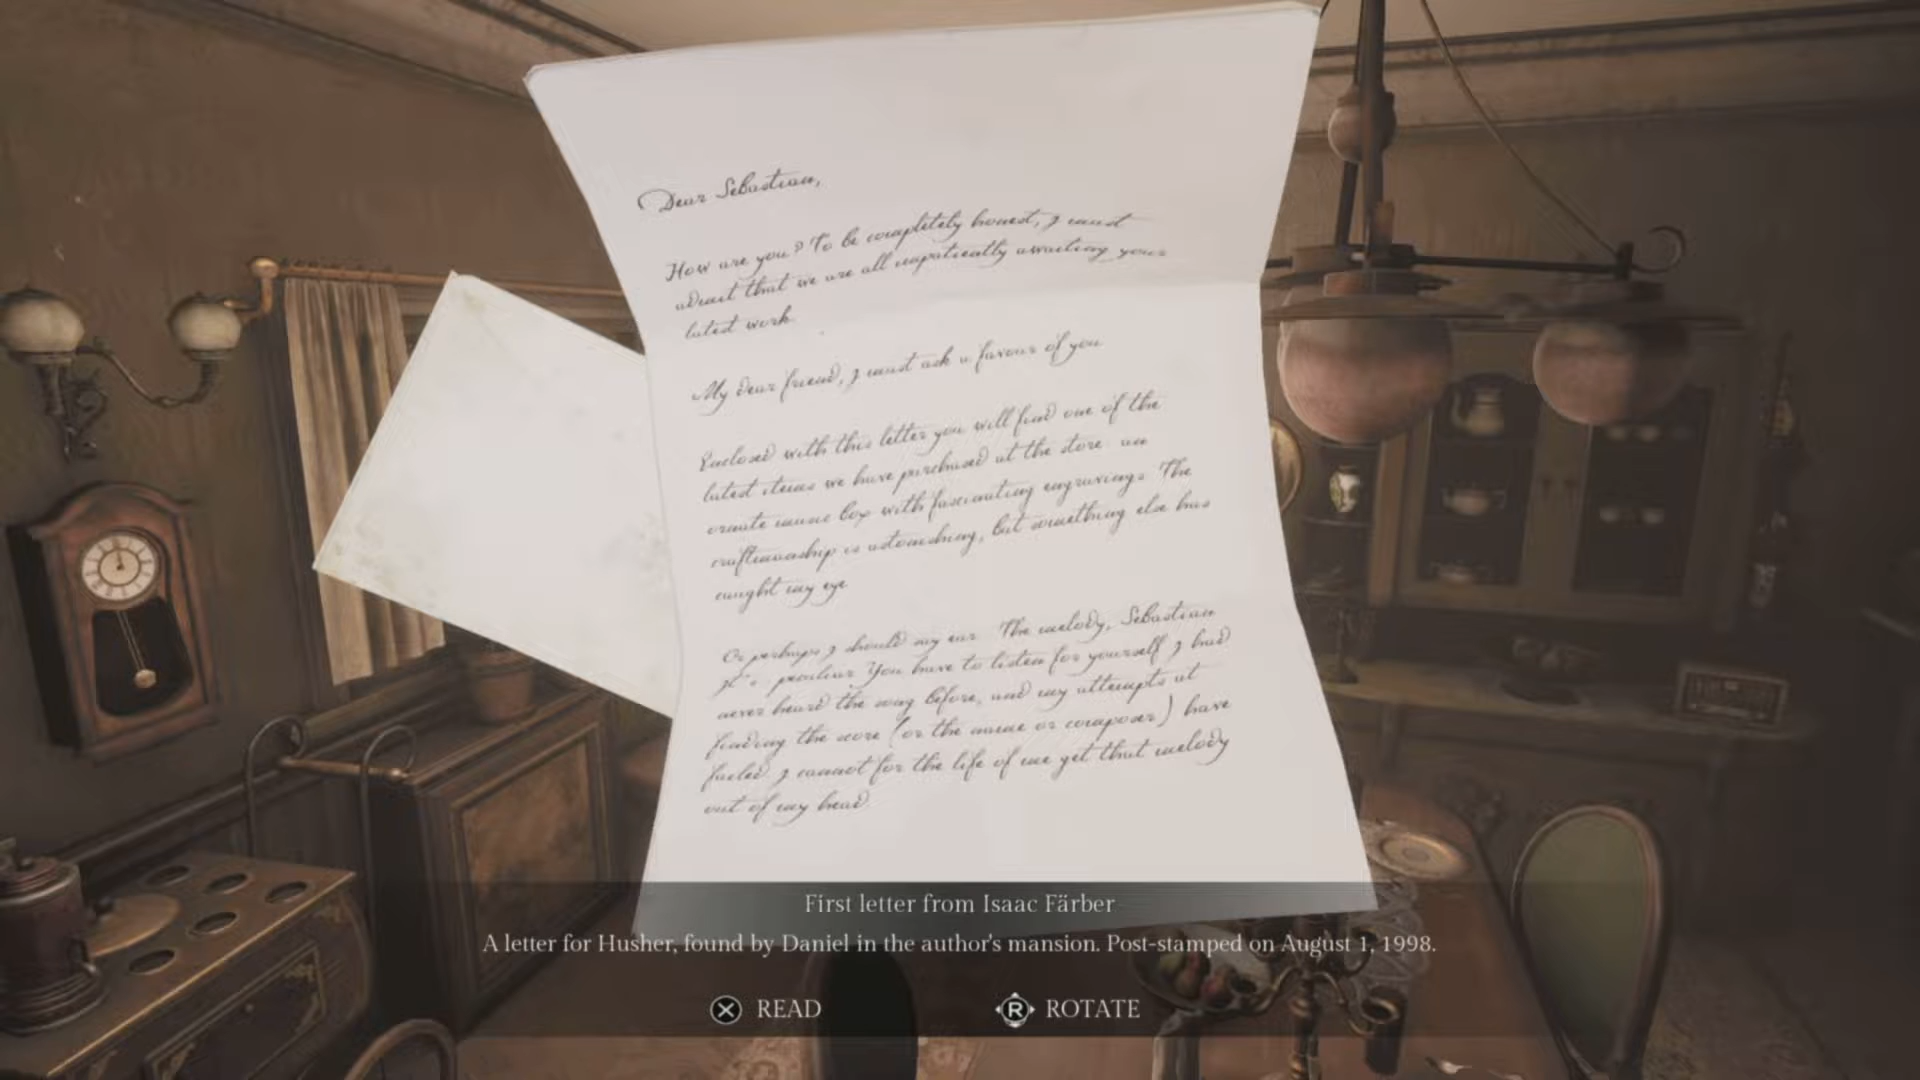 Dear Sebastian,
How are you? To be completely honest, I must
admit that we are all impatiently awaiting your
latest work.
My dear friend, I must ask a favour of you
Enclosed with this letter you will find one of the
latest items we have purchased at the store: an
ornate music box with fascinating engravings. The
craftmanship is astonishing, but something else has
caught my eye
Or perhaps I should say ear. The melody, Sebastian
It's peculiar. You have to listen for yourself. I had
never heard the song before, and my attempts at
finding the score (or the name or composer) have
failed. I cannot for the life of me get that melody
out of my head
First letter from Isaac Färber
A letter for Husher, found by Daniel in the author's mansion. Post-stamped on August 1, 1998.
READ
R ROTATE